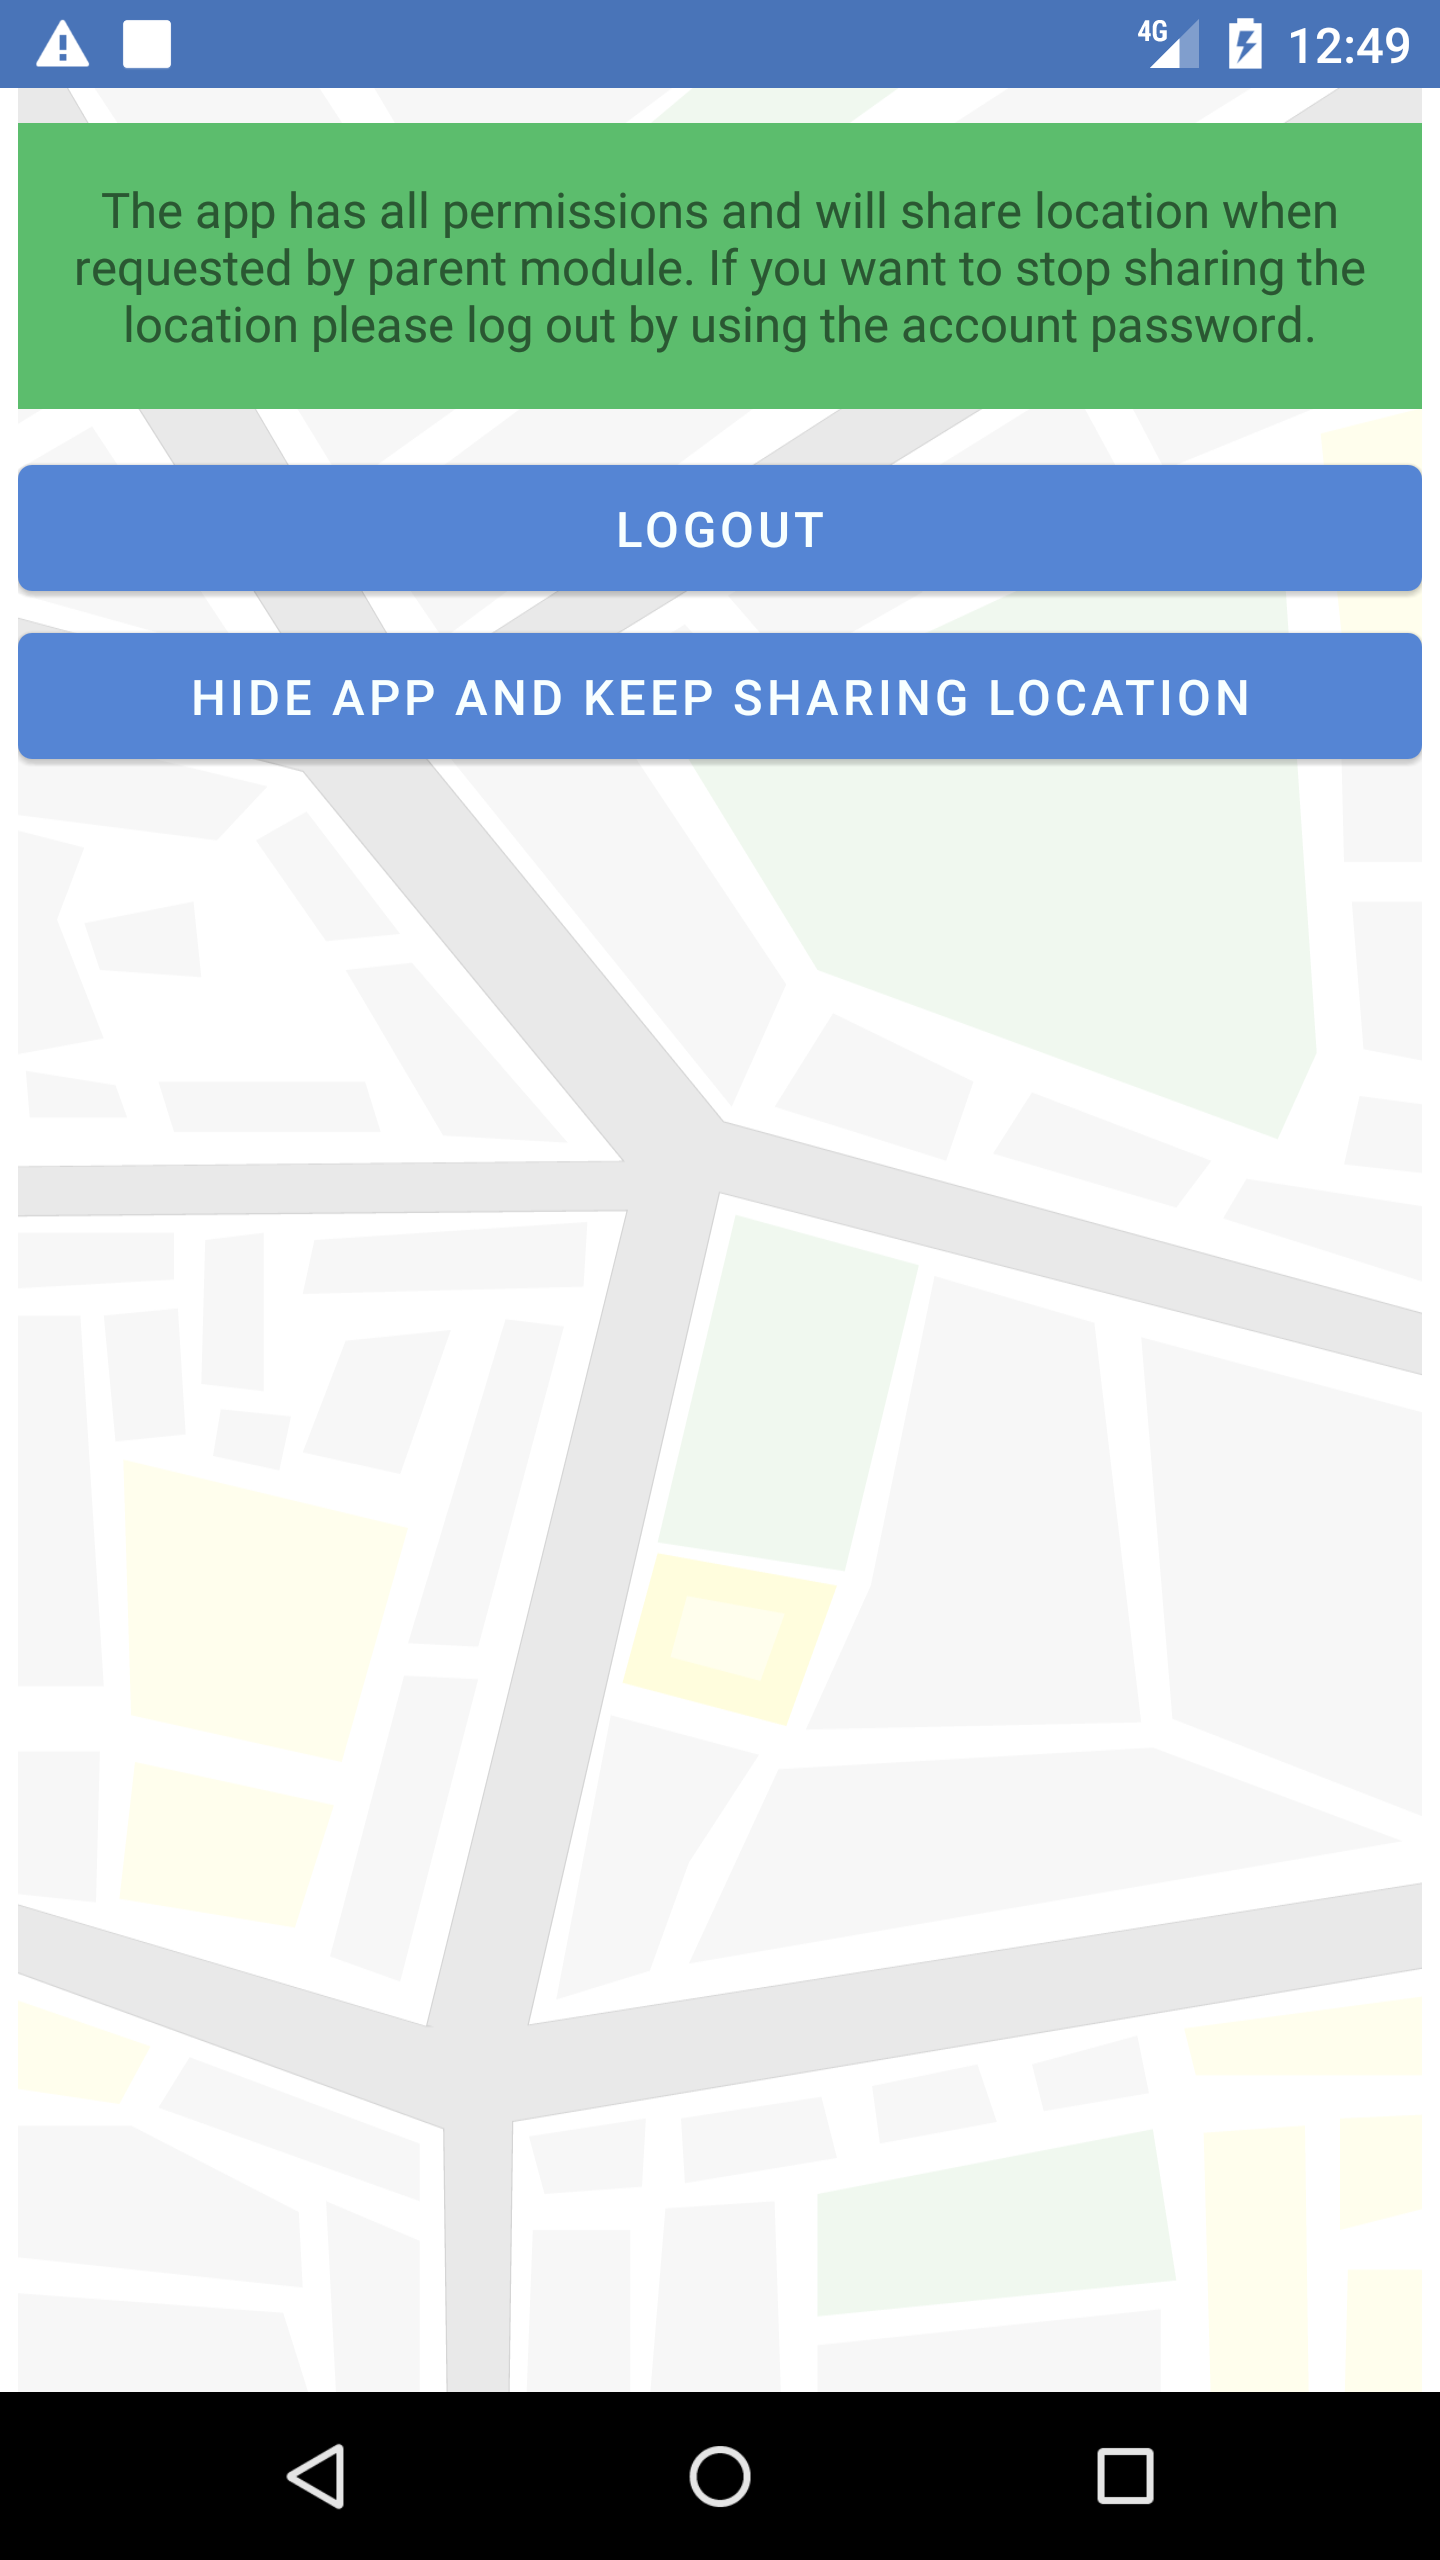 4G 12:49
The app has all permissions and will share location when
requested by parent module. If you want to stop sharing the
location please log out by using the account password.
LOGOUT
HIDE APP AND KEEP SHARING LOCATION